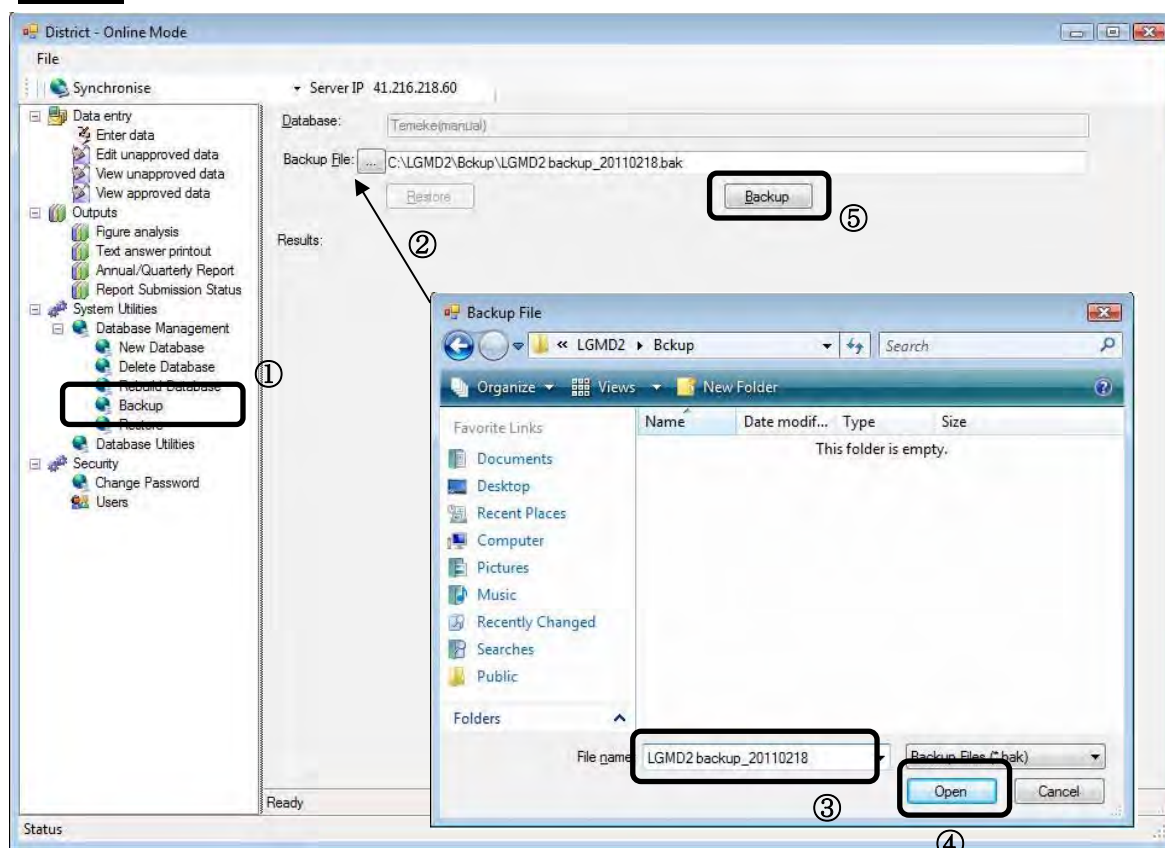 District - Online Mode
File
Synchronise
Server IP 41.216.218.60
Data entry
Enter data
Edit unapproved data
View unapproved data
View approved data
Outputs
Figure analysis
Text answer printout
Annual/Quarterly Report
Report Submission Status
System Utilities
Database Management
New Database
Delete Database
Rebuild Database
Backup
Restore
Database Utilities
Security
Change Password
Users
①
Database: Temeke(manual)
Backup File: ... C:\LGMD2\Bckup\LGMD2 backup_20110218.bak
Restore Backup
⑤
②
Results:
Backup File
« LGMD2 ▸ Bckup Search
Organize Views New Folder
Favorite Links
Documents
Desktop
Recent Places
Computer
Pictures
Music
Recently Changed
Searches
Public
Folders
Name Date modif... Type Size
This folder is empty.
File name LGMD2 backup_20110218 Backup Files (*.bak)
Open Cancel
③
④
Ready
Status